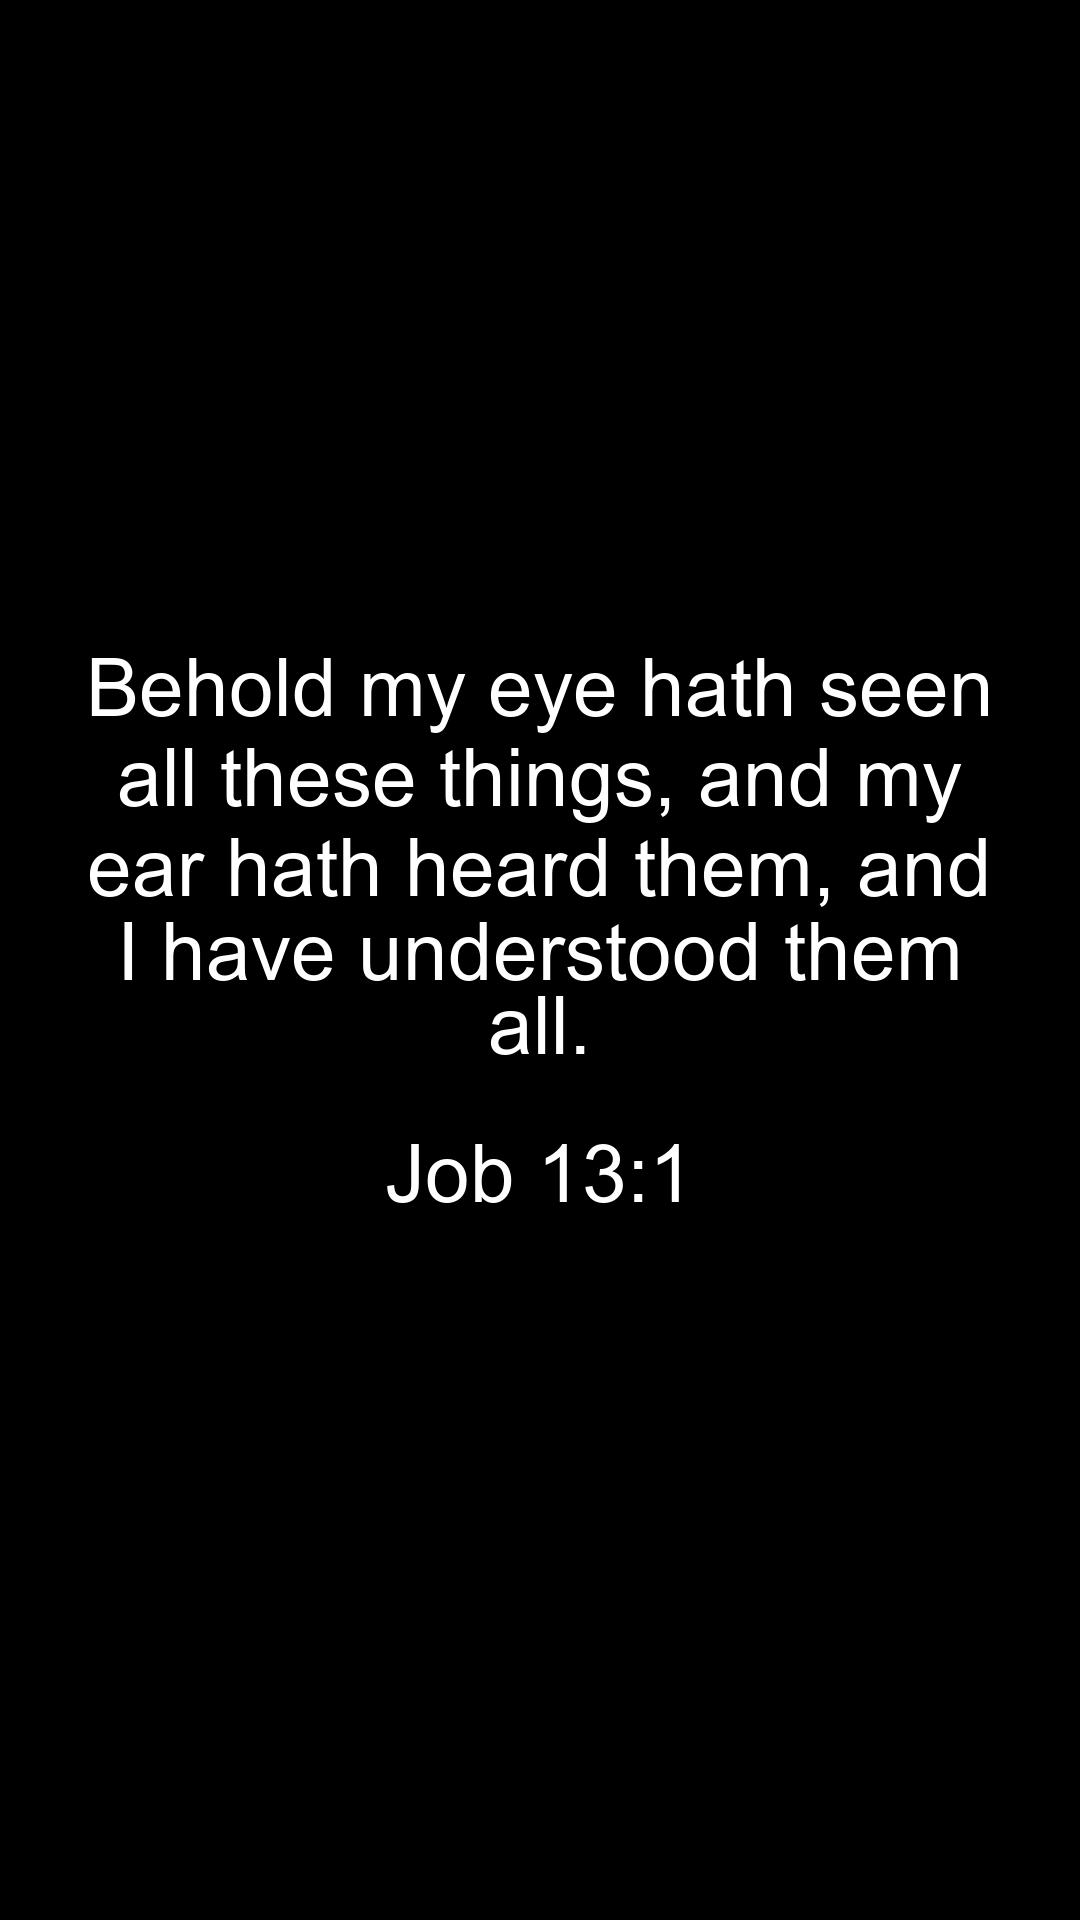 Behold my eye hath seen
all these things, and my
ear hath heard them, and
I have understood them
all.
Job 13:1